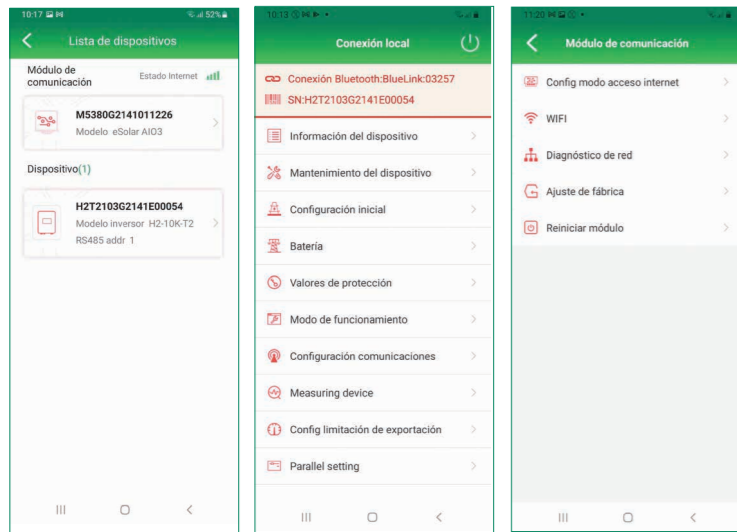 10:17
52%
Lista de dispositivos
Módulo de
comunicación
Estado Internet
M5380G2141011226
Modelo eSolar AIO3
Dispositivo(1)
H2T2103G2141E00054
Modelo inversor H2-10K-T2
RS485 addr 1
10:13
Conexión local
Conexión Bluetooth:BlueLink:03257
SN:H2T2103G2141E00054
Información del dispositivo
Mantenimiento del dispositivo
Configuración inicial
Batería
Valores de protección
Modo de funcionamiento
Configuración comunicaciones
Measuring device
Config limitación de exportación
Parallel setting
11:20
Módulo de comunicación
Config modo acceso internet
WIFI
Diagnóstico de red
Ajuste de fábrica
Reiniciar módulo